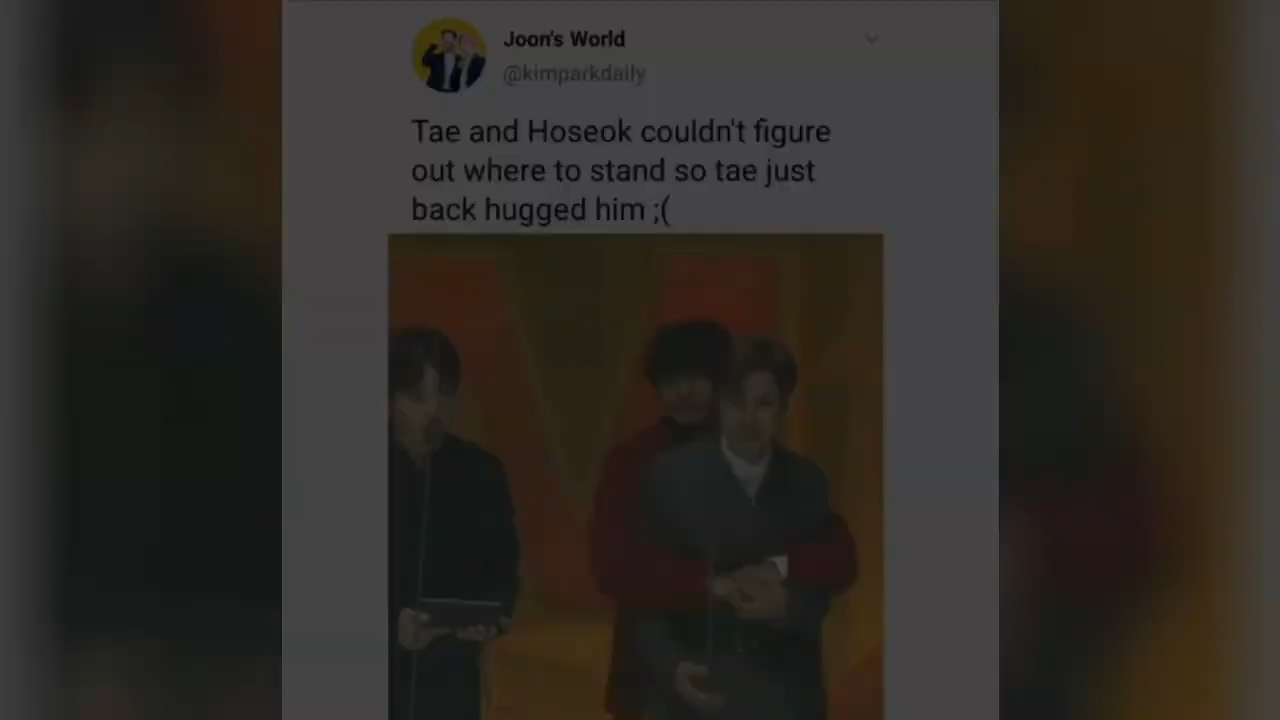 Joon's World
@kimparkdaily
Tae and Hoseok couldn't figure
out where to stand so tae just
back hugged him ;(